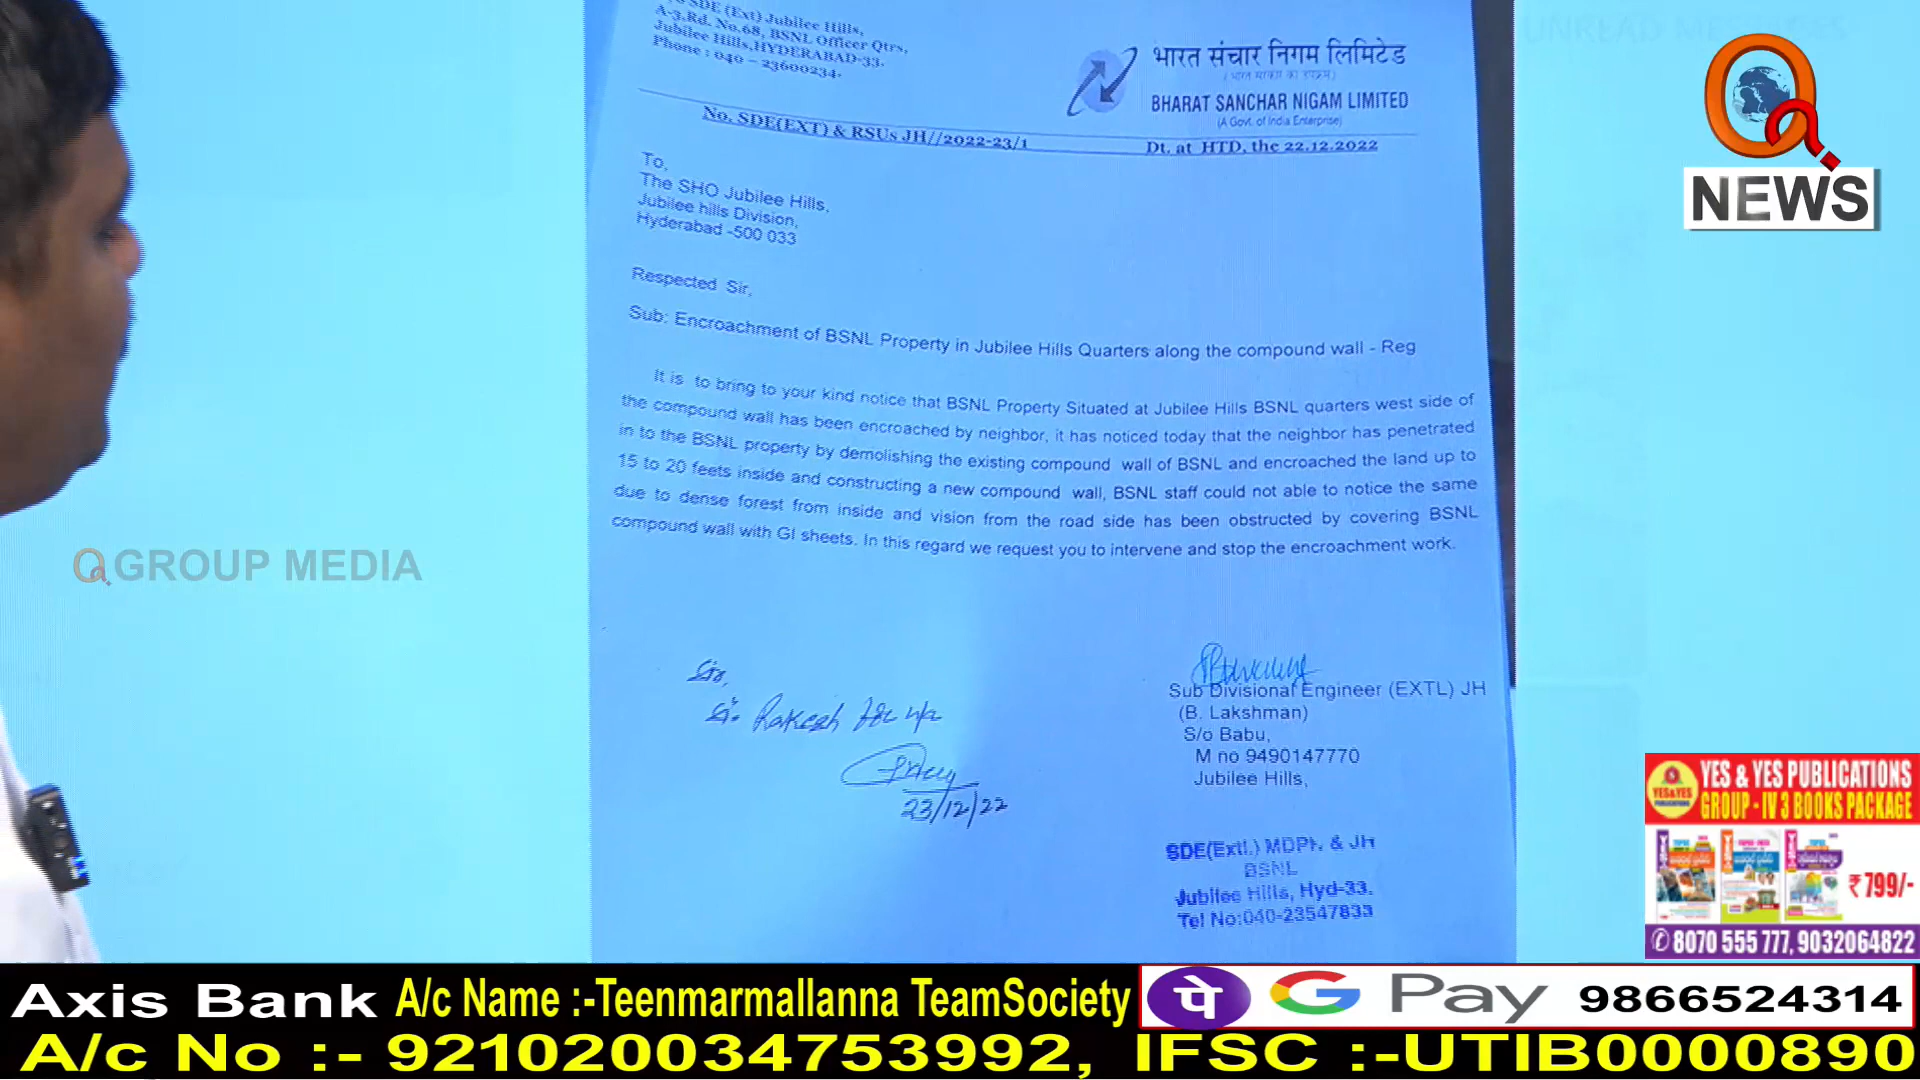 SDE (Ext) Jubilee Hills,
A-3,Rd. No.68, BSNL Officer Qtrs,
Jubilee Hills,HYDERABAD-33.
Phone : 040 – 23600234.
भारत संचार निगम लिमिटेड
BHARAT SANCHAR NIGAM LIMITED
(A Govt. of India Enterprise)
No. SDE(EXT) & RSUs JH//2022-23/1
Dt. at HTD, the 22.12.2022
To,
The SHO Jubilee Hills,
Jubilee hills Division,
Hyderabad -500 033
Respected Sir,
Sub: Encroachment of BSNL Property in Jubilee Hills Quarters along the compound wall - Reg
It is to bring to your kind notice that BSNL Property Situated at Jubilee Hills BSNL quarters west side of
the compound wall has been encroached by neighbor, it has noticed today that the neighbor has penetrated
in to the BSNL property by demolishing the existing compound wall of BSNL and encroached the land up to
15 to 20 feets inside and constructing a new compound wall, BSNL staff could not able to notice the same
due to dense forest from inside and vision from the road side has been obstructed by covering BSNL
compound wall with GI sheets. In this regard we request you to intervene and stop the encroachment work.
Sir,
Rakesh
23/12/22
Sub Divisional Engineer (EXTL) JH
(B. Lakshman)
S/o Babu,
M no 9490147770
Jubilee Hills,
SDE(Extl.) MDPt. & JH
BSNL
Jubilee Hills, Hyd-33.
Tel No:040-23547833
Q GROUP MEDIA
Q NEWS
YES & YES PUBLICATIONS
GROUP - IV 3 BOOKS PACKAGE
YES&YES
₹799/-
8070 555 777, 9032064822
Axis Bank A/c Name :-Teenmarmallanna TeamSociety
पे G Pay 9866524314
A/c No :- 921020034753992, IFSC :-UTIB0000890